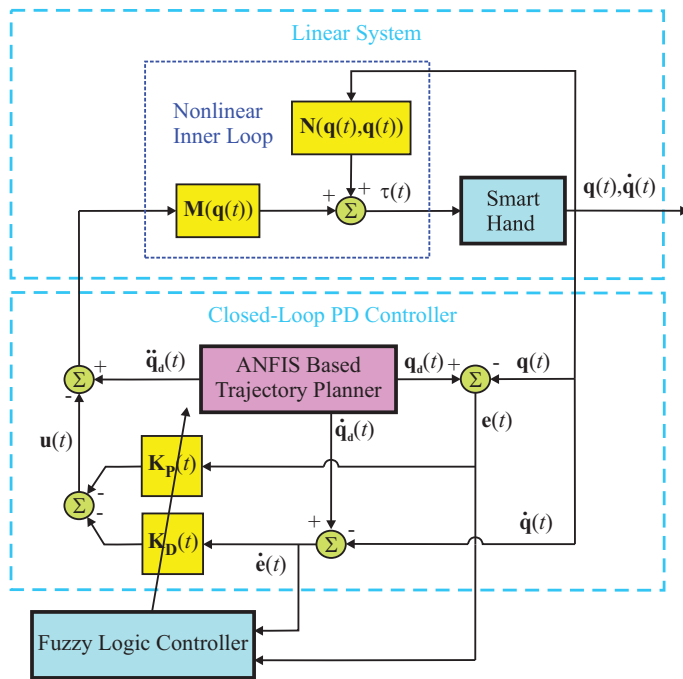 Linear System
Nonlinear
Inner Loop
N(q(t),q(t))
M(q(t))
+
+
Σ
τ(t)
Smart
Hand
q(t),q̇(t)
Closed-Loop PD Controller
Σ
+
-
q̈d(t)
ANFIS Based
Trajectory Planner
qd(t)
+
Σ
-
q(t)
q̇d(t)
e(t)
u(t)
KP(t)
Σ
-
-
KD(t)
+
Σ
-
q̇(t)
ė(t)
Fuzzy Logic Controller